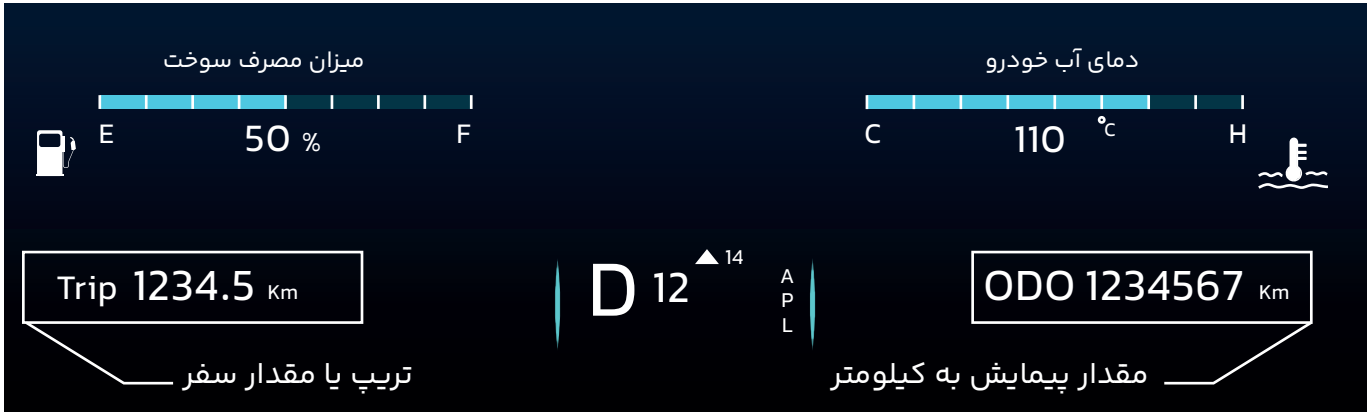 میزان مصرف سوخت
E 50 % F
دمای آب خودرو
C 110 °C H
Trip 1234.5 Km
D 12 14
A
P
L
ODO 1234567 Km
تریپ یا مقدار سفر
مقدار پیمایش به کیلومتر